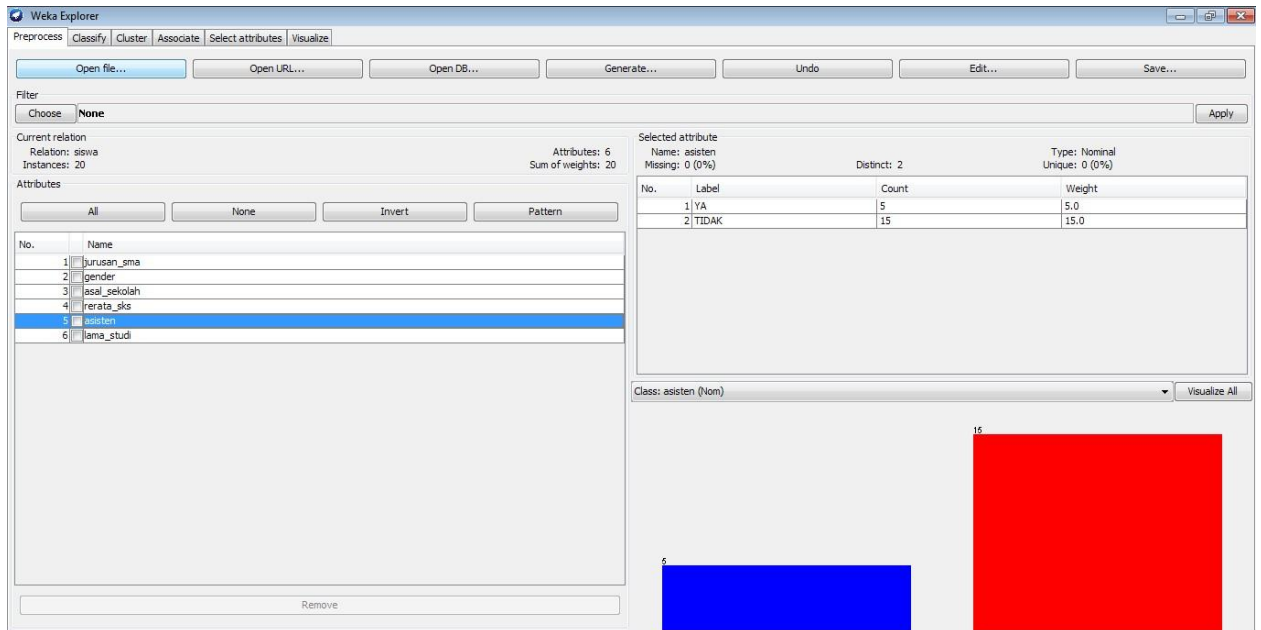 Weka Explorer
Preprocess Classify Cluster Associate Select attributes Visualize
Open file... Open URL... Open DB... Generate... Undo Edit... Save...
Filter
Choose None Apply
Current relation
Relation: siswa Attributes: 6
Instances: 20 Sum of weights: 20
Attributes
All None Invert Pattern
No. Name
1 jurusan_sma
2 gender
3 asal_sekolah
4 rerata_sks
5 asisten
6 lama_studi
Remove
Selected attribute
Name: asisten Type: Nominal
Missing: 0 (0%) Distinct: 2 Unique: 0 (0%)
No. Label Count Weight
1 YA 5 5.0
2 TIDAK 15 15.0
Class: asisten (Nom) Visualize All
15
5